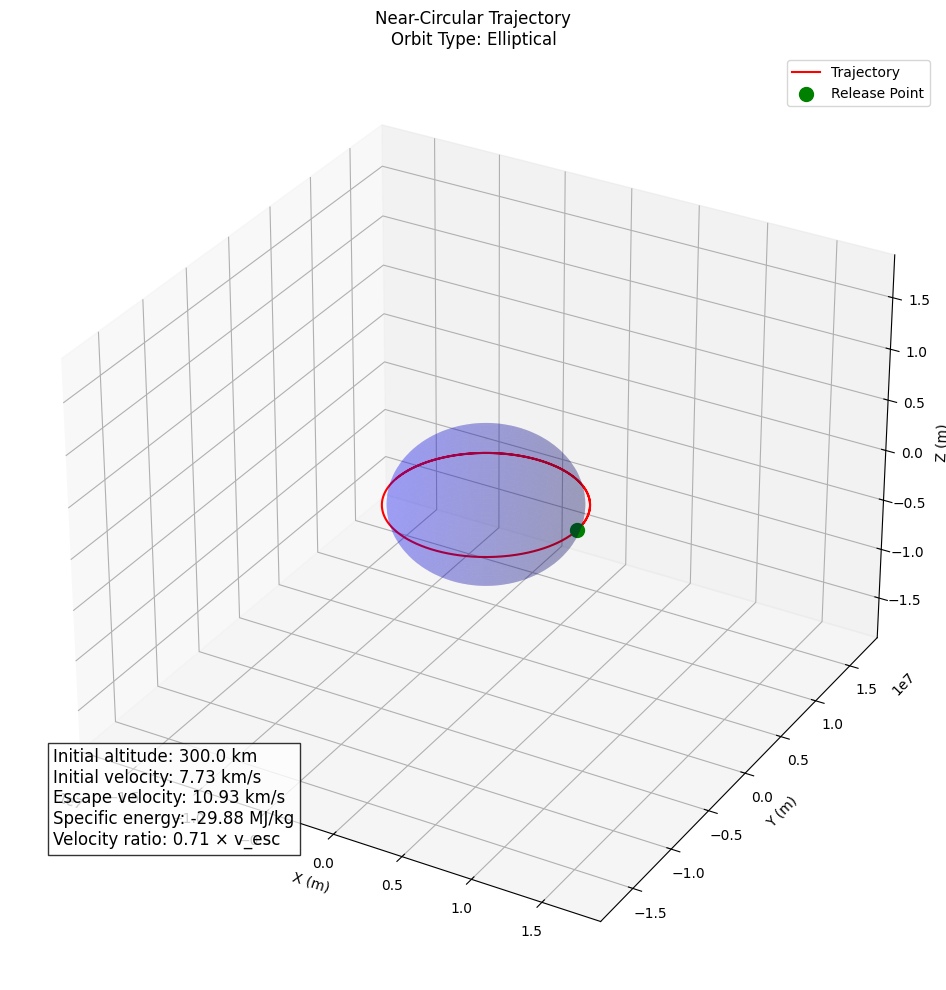 Near-Circular Trajectory
Orbit Type: Elliptical
Trajectory
Release Point
1.5
1.0
0.5
0.0
−0.5
−1.0
−1.5
Z (m)
1e7
1.5
1.0
0.5
0.0
−0.5
−1.0
−1.5
Y (m)
Initial altitude: 300.0 km
Initial velocity: 7.73 km/s
Escape velocity: 10.93 km/s
Specific energy: -29.88 MJ/kg
Velocity ratio: 0.71 × v_esc
0.0
0.5
1.0
1.5
X (m)